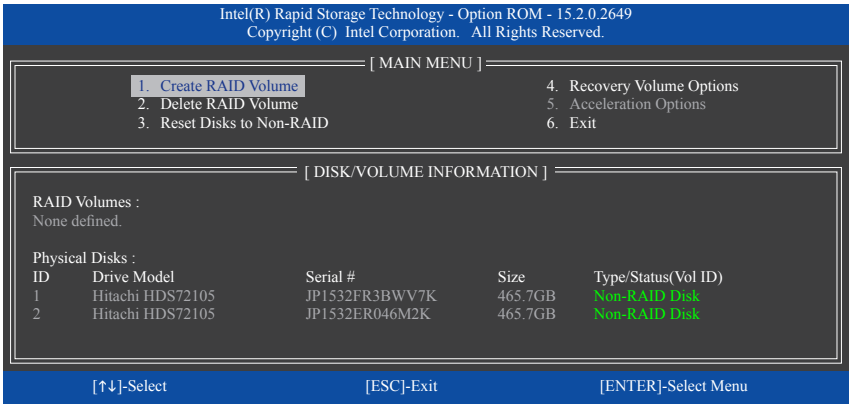 Intel(R) Rapid Storage Technology - Option ROM - 15.2.0.2649
Copyright (C) Intel Corporation. All Rights Reserved.
[ MAIN MENU ]
1. Create RAID Volume
2. Delete RAID Volume
3. Reset Disks to Non-RAID
4. Recovery Volume Options
5. Acceleration Options
6. Exit
[ DISK/VOLUME INFORMATION ]
RAID Volumes :
None defined.
Physical Disks :
ID Drive Model Serial # Size Type/Status(Vol ID)
1 Hitachi HDS72105 JP1532FR3BWV7K 465.7GB Non-RAID Disk
2 Hitachi HDS72105 JP1532ER046M2K 465.7GB Non-RAID Disk
[↑↓]-Select [ESC]-Exit [ENTER]-Select Menu